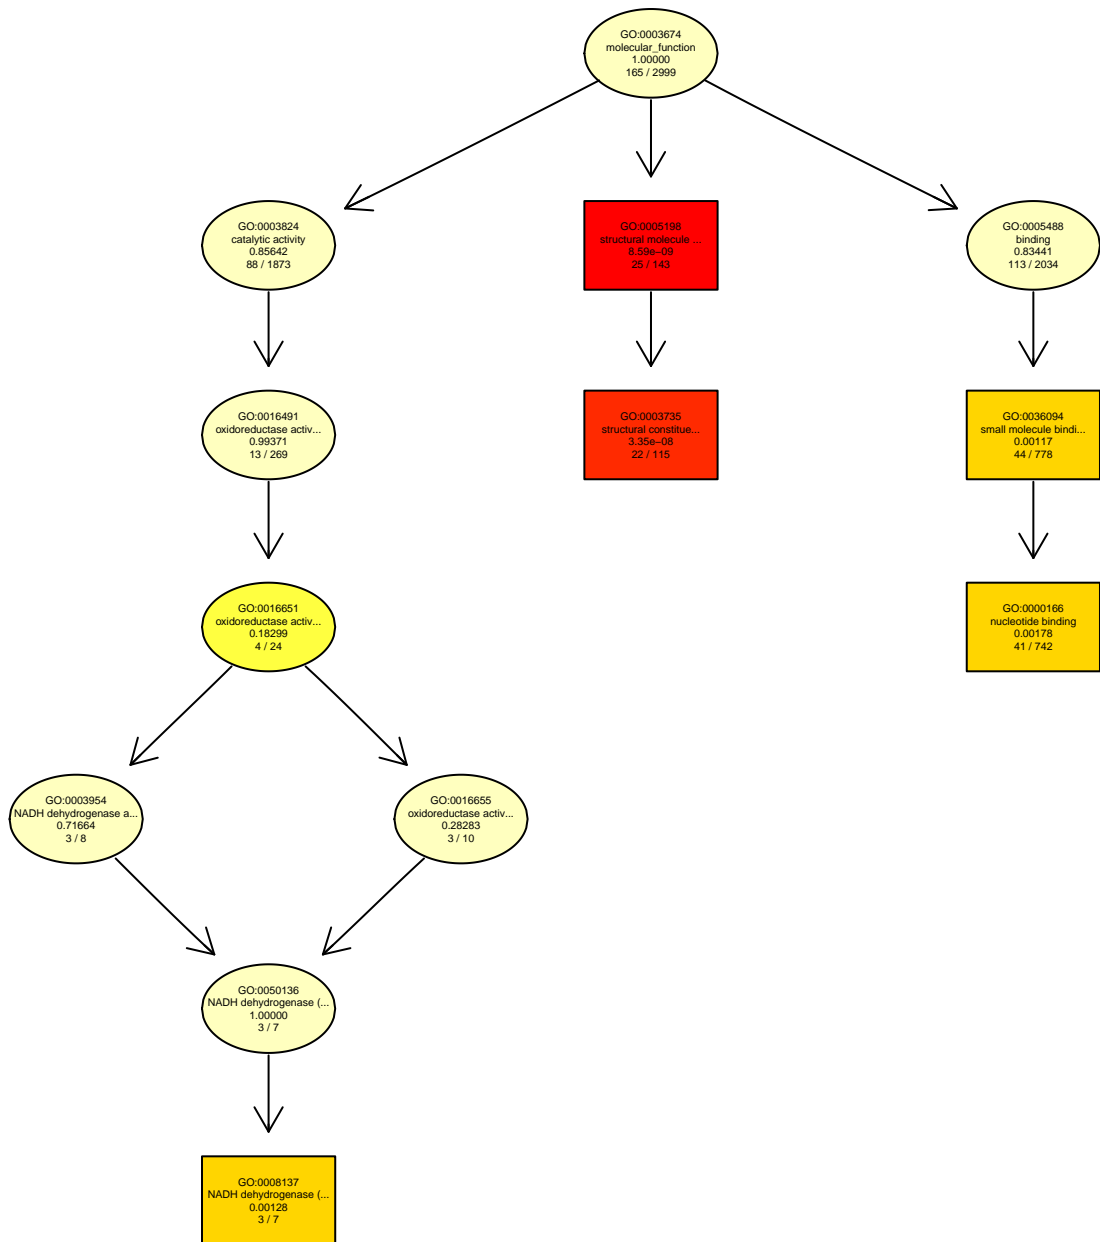 GO:0003674
molecular_function
1.00000
165 / 2999
GO:0003824
catalytic activity
0.85642
88 / 1873
GO:0005198
structural molecule ...
8.59e−09
25 / 143
GO:0005488
binding
0.83441
113 / 2034
GO:0016491
oxidoreductase activ...
0.99371
13 / 269
GO:0003735
structural constitue...
3.35e−08
22 / 115
GO:0036094
small molecule bindi...
0.00117
44 / 778
GO:0016651
oxidoreductase activ...
0.18299
4 / 24
GO:0000166
nucleotide binding
0.00178
41 / 742
GO:0003954
NADH dehydrogenase a...
0.71664
3 / 8
GO:0016655
oxidoreductase activ...
0.28283
3 / 10
GO:0050136
NADH dehydrogenase (...
1.00000
3 / 7
GO:0008137
NADH dehydrogenase (...
0.00128
3 / 7